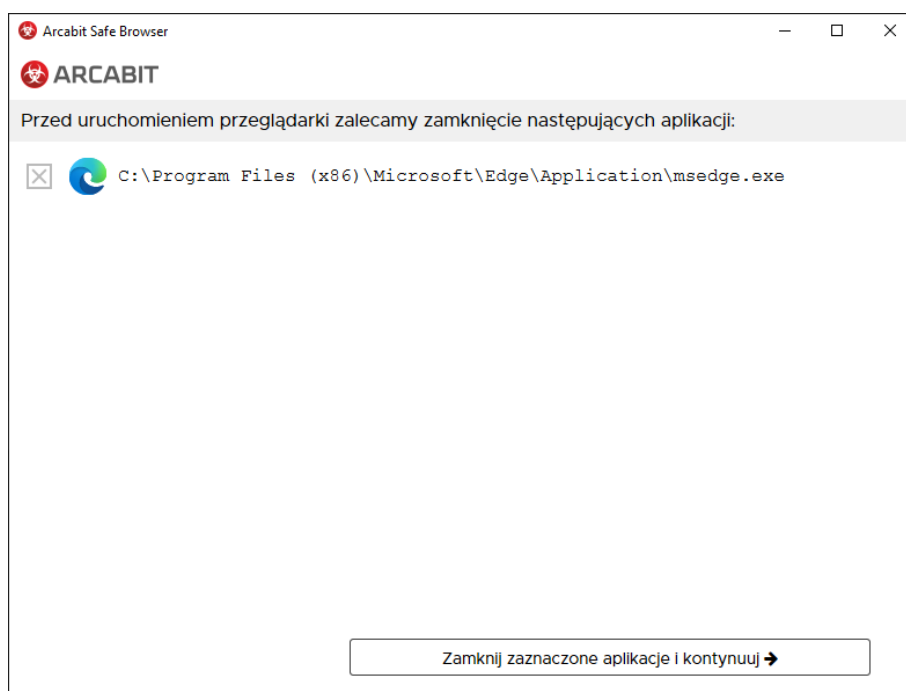 Arcabit Safe Browser
ARCABIT
Przed uruchomieniem przeglądarki zalecamy zamknięcie następujących aplikacji:
C:\Program Files (x86)\Microsoft\Edge\Application\msedge.exe
Zamknij zaznaczone aplikacje i kontynuuj →